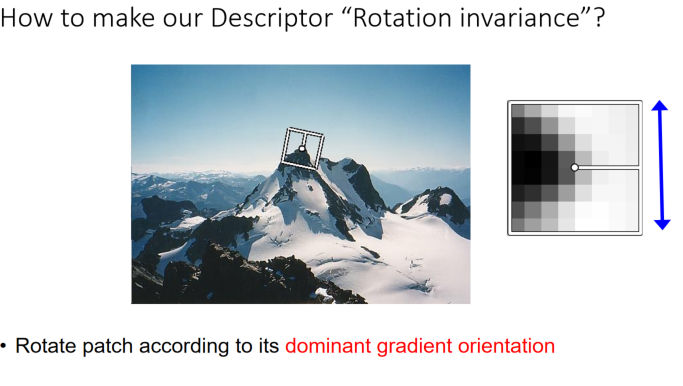 How to make our Descriptor “Rotation invariance”?
• Rotate patch according to its dominant gradient orientation